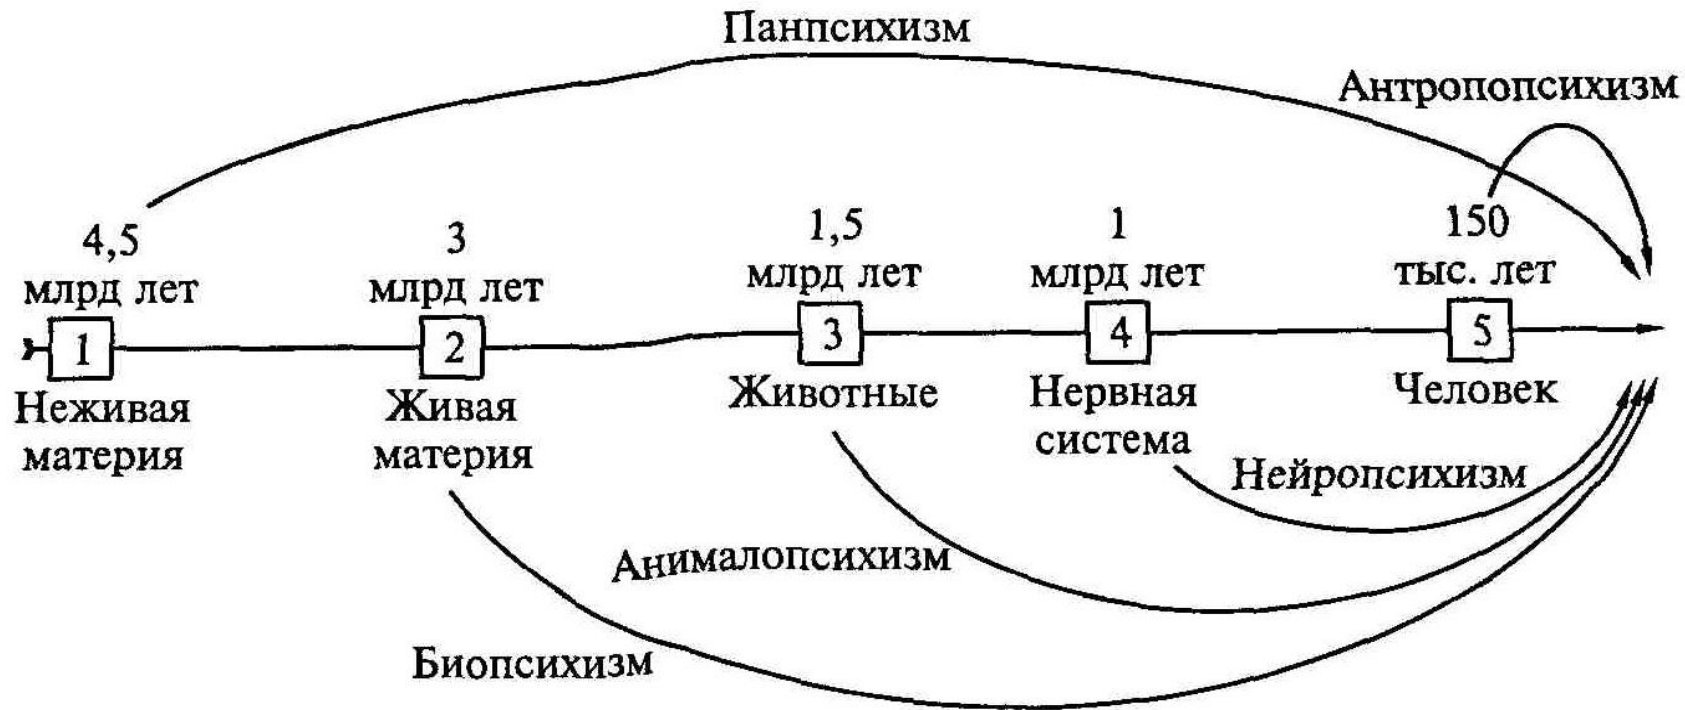 Панпсихизм
Антропопсихизм
4,5
млрд лет
3
млрд лет
1,5
млрд лет
1
млрд лет
150
тыс. лет
1
2
3
4
5
Неживая
материя
Живая
материя
Животные
Нервная
система
Человек
Нейропсихизм
Анималопсихизм
Биопсихизм